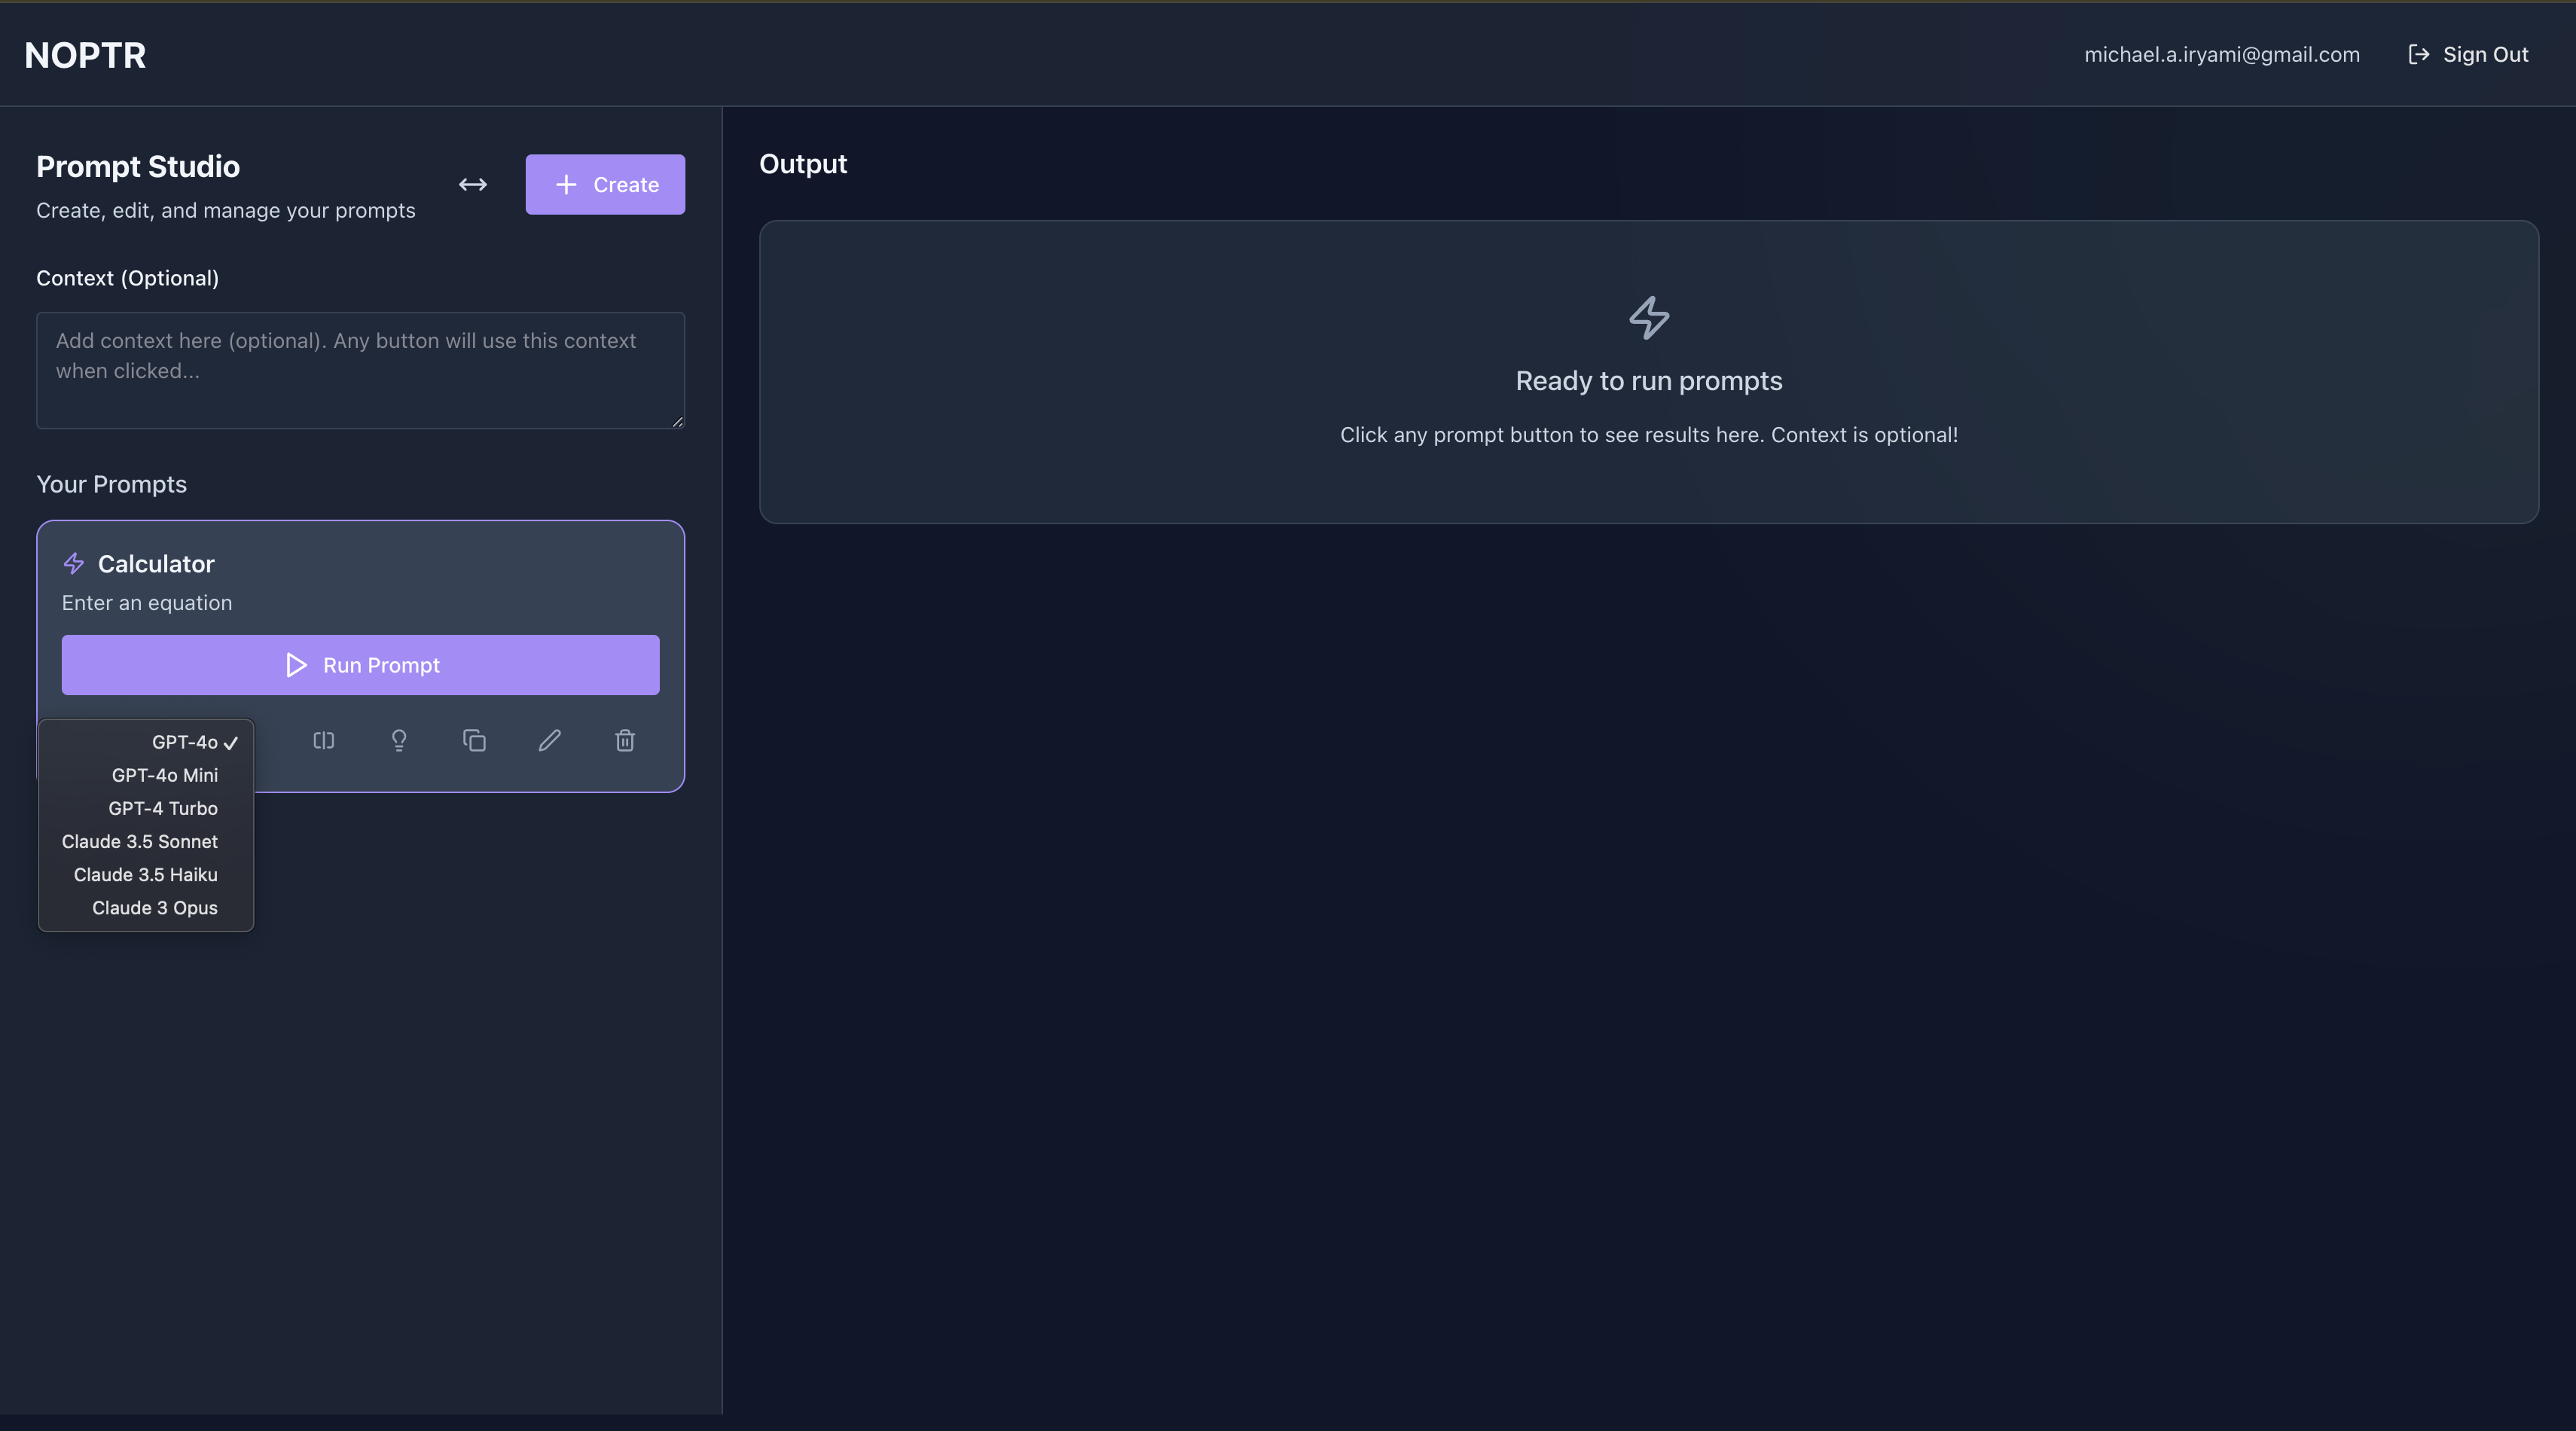 NOPTR
michael.a.iryami@gmail.com
Sign Out
Prompt Studio
Create, edit, and manage your prompts
Create
Context (Optional)
Add context here (optional). Any button will use this context
when clicked...
Your Prompts
Calculator
Enter an equation
Run Prompt
GPT-4o
GPT-4o Mini
GPT-4 Turbo
Claude 3.5 Sonnet
Claude 3.5 Haiku
Claude 3 Opus
Output
Ready to run prompts
Click any prompt button to see results here. Context is optional!